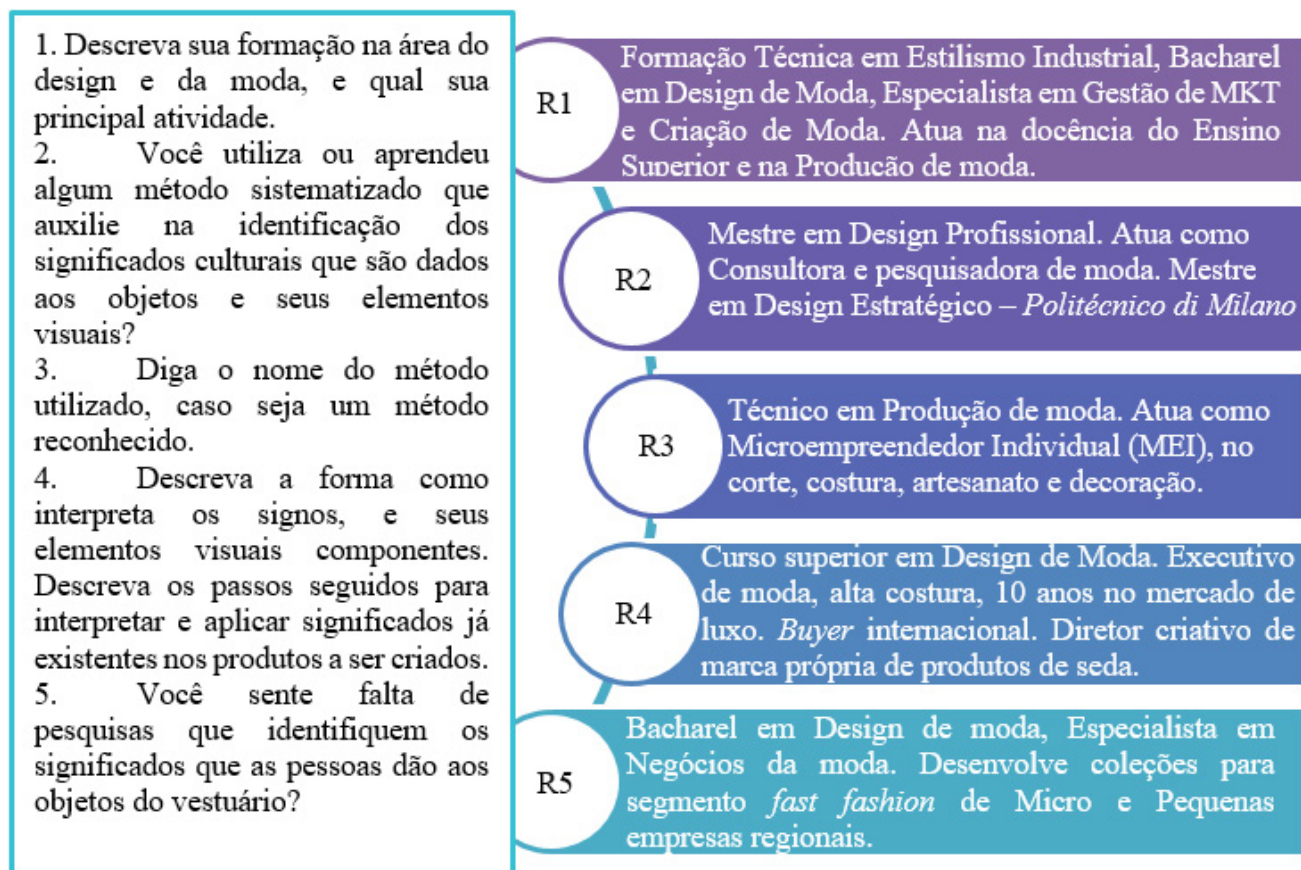 1. Descreva sua formação na área do
design e da moda, e qual sua
principal atividade.
2. Você utiliza ou aprendeu
algum método sistematizado que
auxilie na identificação dos
significados culturais que são dados
aos objetos e seus elementos
visuais?
3. Diga o nome do método
utilizado, caso seja um método
reconhecido.
4. Descreva a forma como
interpreta os signos, e seus
elementos visuais componentes.
Descreva os passos seguidos para
interpretar e aplicar significados já
existentes nos produtos a ser criados.
5. Você sente falta de
pesquisas que identifiquem os
significados que as pessoas dão aos
objetos do vestuário?
R1
Formação Técnica em Estilismo Industrial, Bacharel
em Design de Moda, Especialista em Gestão de MKT
e Criação de Moda. Atua na docência do Ensino
Superior e na Produção de moda.
R2
Mestre em Design Profissional. Atua como
Consultora e pesquisadora de moda. Mestre
em Design Estratégico – Politécnico di Milano
R3
Técnico em Produção de moda. Atua como
Microempreendedor Individual (MEI), no
corte, costura, artesanato e decoração.
R4
Curso superior em Design de Moda. Executivo
de moda, alta costura, 10 anos no mercado de
luxo. Buyer internacional. Diretor criativo de
marca própria de produtos de seda.
R5
Bacharel em Design de moda, Especialista em
Negócios da moda. Desenvolve coleções para
segmento fast fashion de Micro e Pequenas
empresas regionais.